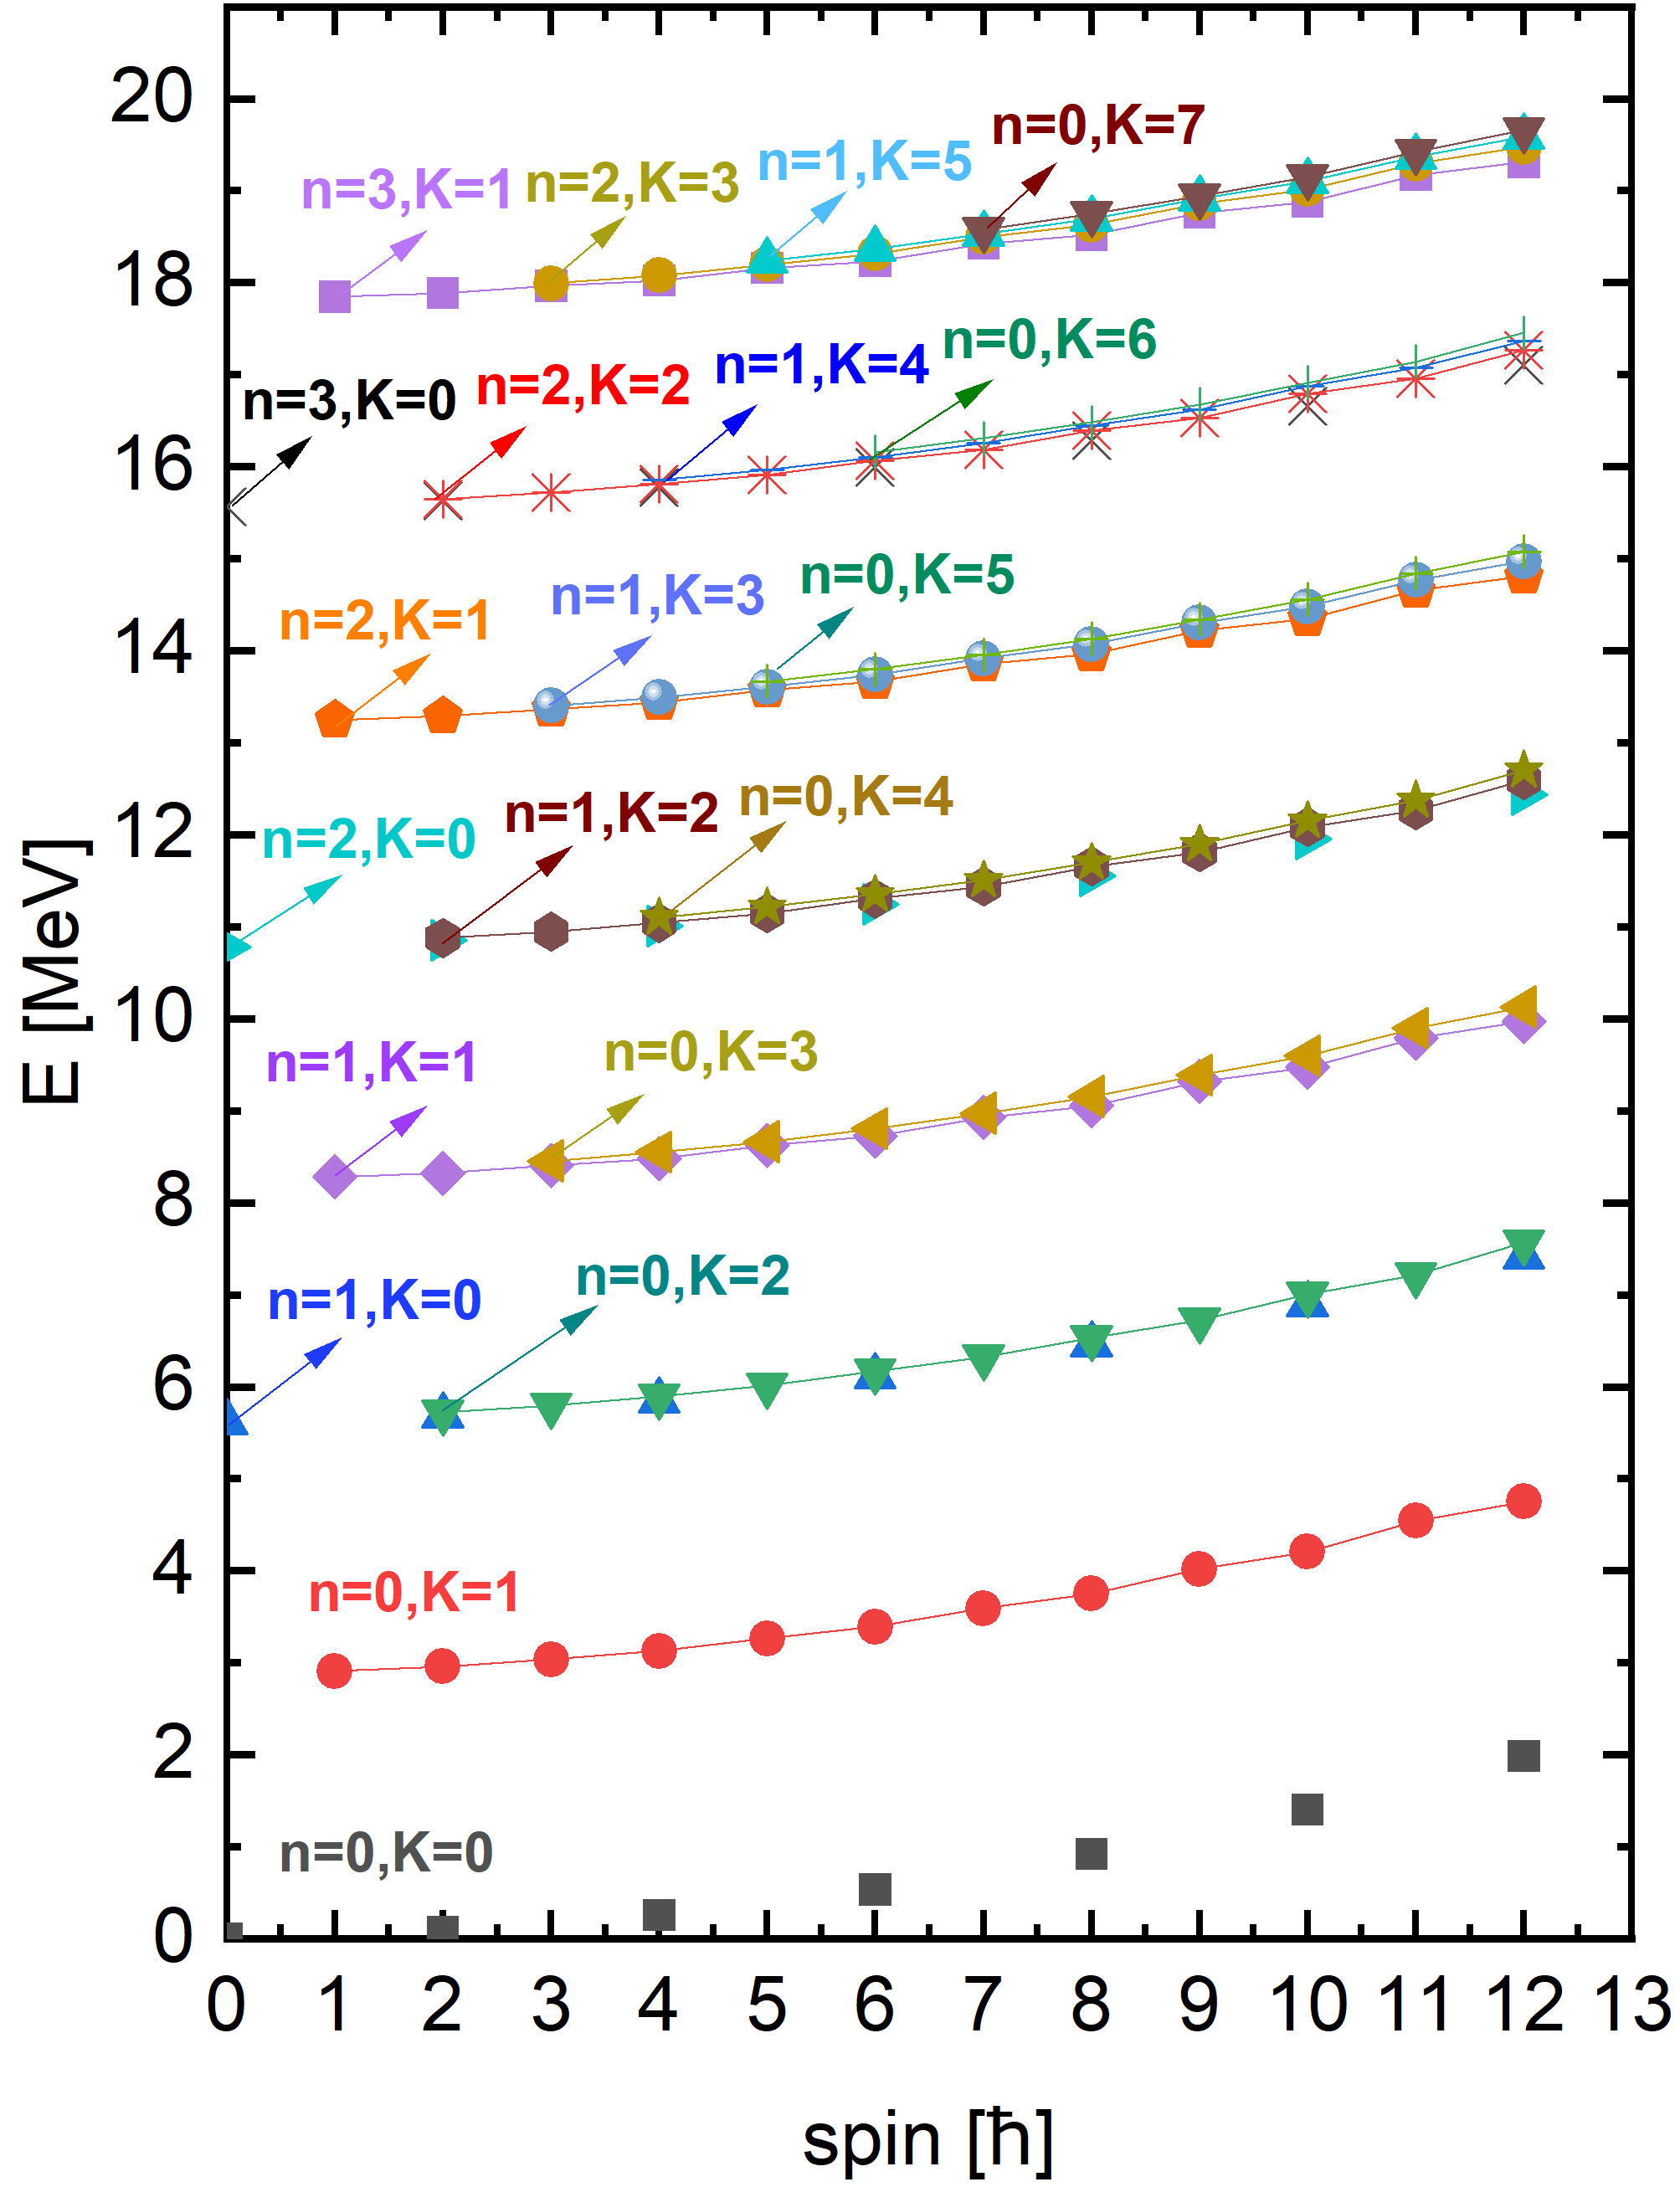 20
n=0,K=7
n=1,K=5
n=3,K=1
n=2,K=3
18
n=0,K=6
n=1,K=4
n=2,K=2
n=3,K=0
16
n=0,K=5
n=1,K=3
n=2,K=1
14
n=0,K=4
n=1,K=2
n=2,K=0
12
E [MeV]
10
n=0,K=3
n=1,K=1
8
n=0,K=2
n=1,K=0
6
4
n=0,K=1
2
n=0,K=0
0
0 1 2 3 4 5 6 7 8 9 10 11 12 13
spin [ħ]